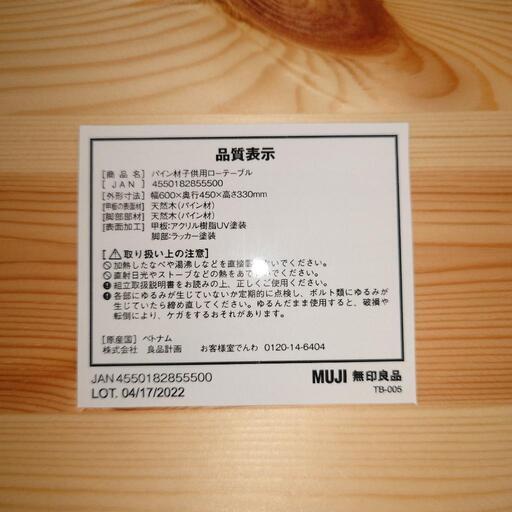 品質表示
[商品名] パイン材子供用ローテーブル
[JAN] 4550182855500
[外形寸法] 幅600×奥行450×高さ330mm
[甲板の表面材] 天然木(パイン材)
[脚部部材] 天然木(パイン材)
[表面加工] 甲板:アクリル樹脂UV塗装
脚部:ラッカー塗装
[⚠取り扱い上の注意]
加熱したなべや湯沸しなどを直接置かないでください。
直射日光やストーブなどの熱をあてないでください。
組立取扱説明書をお読みの上、正しくご使用ください。
各部にゆるみが生じていないか定期的に点検し、ボルト類にゆるみが
生じていたら締め直してください。ゆるんだまま使用すると、破損や
転倒により、ケガをするおそれがあります。
[原産国] ベトナム
株式会社 良品計画 お客様室でんわ 0120-14-6404
JAN 4550182855500 MUJI 無印良品
LOT. 04/17/2022 TB-005